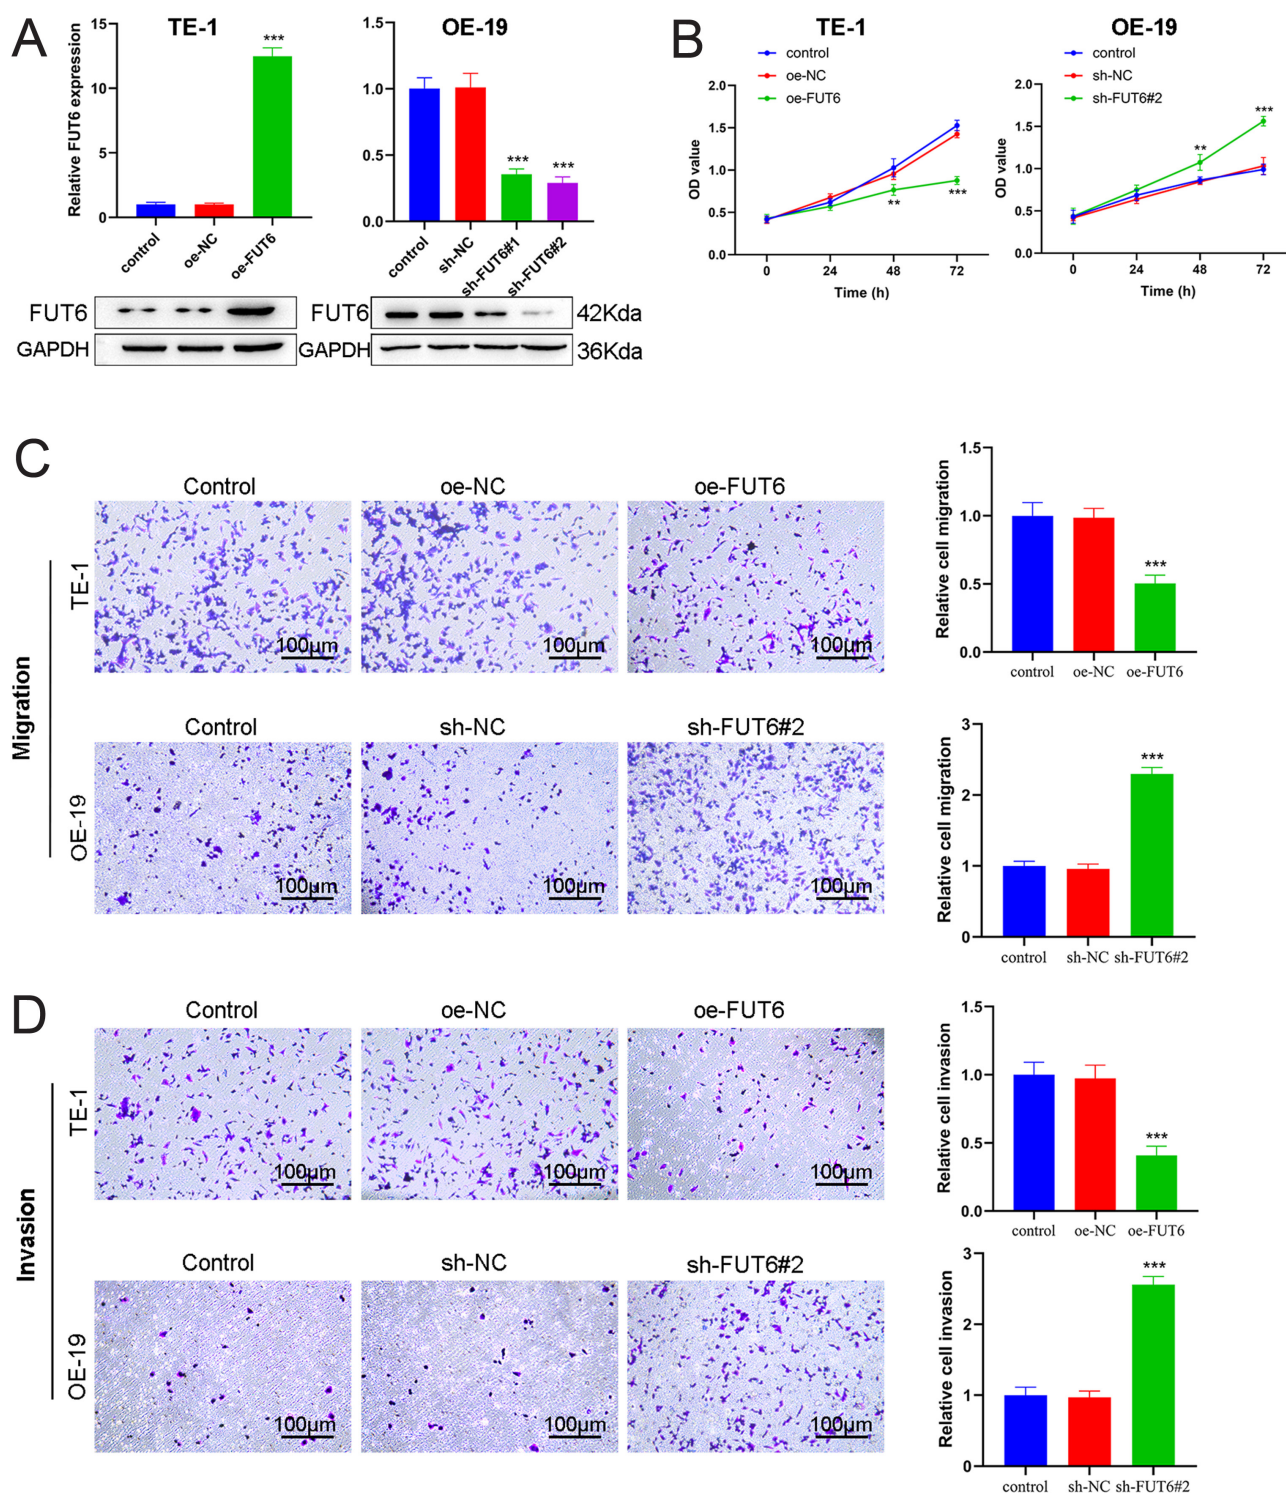 A
TE-1
OE-19
Relative FUT6 expression
15
10
5
0
***
control
oe-NC
oe-FUT6
1.5
1.0
0.5
0.0
***
***
control
sh-NC
sh-FUT6#1
sh-FUT6#2
FUT6
GAPDH
FUT6
42Kda
GAPDH
36Kda
B
TE-1
control
oe-NC
oe-FUT6
OD value
2.0
1.5
1.0
0.5
0.0
**
***
0
24
48
72
Time (h)
OE-19
control
sh-NC
sh-FUT6#2
OD value
2.0
1.5
1.0
0.5
0.0
**
***
0
24
48
72
Time (h)
C
Migration
TE-1
Control
oe-NC
oe-FUT6
100μm
100μm
100μm
Relative cell migration
1.5
1.0
0.5
0.0
***
control
oe-NC
oe-FUT6
OE-19
Control
sh-NC
sh-FUT6#2
100μm
100μm
100μm
Relative cell migration
3
2
1
0
***
control
sh-NC
sh-FUT6#2
D
Invasion
TE-1
Control
oe-NC
oe-FUT6
100μm
100μm
100μm
Relative cell invasion
1.5
1.0
0.5
0.0
***
control
oe-NC
oe-FUT6
OE-19
Control
sh-NC
sh-FUT6#2
100μm
100μm
100μm
Relative cell invasion
3
2
1
0
***
control
sh-NC
sh-FUT6#2